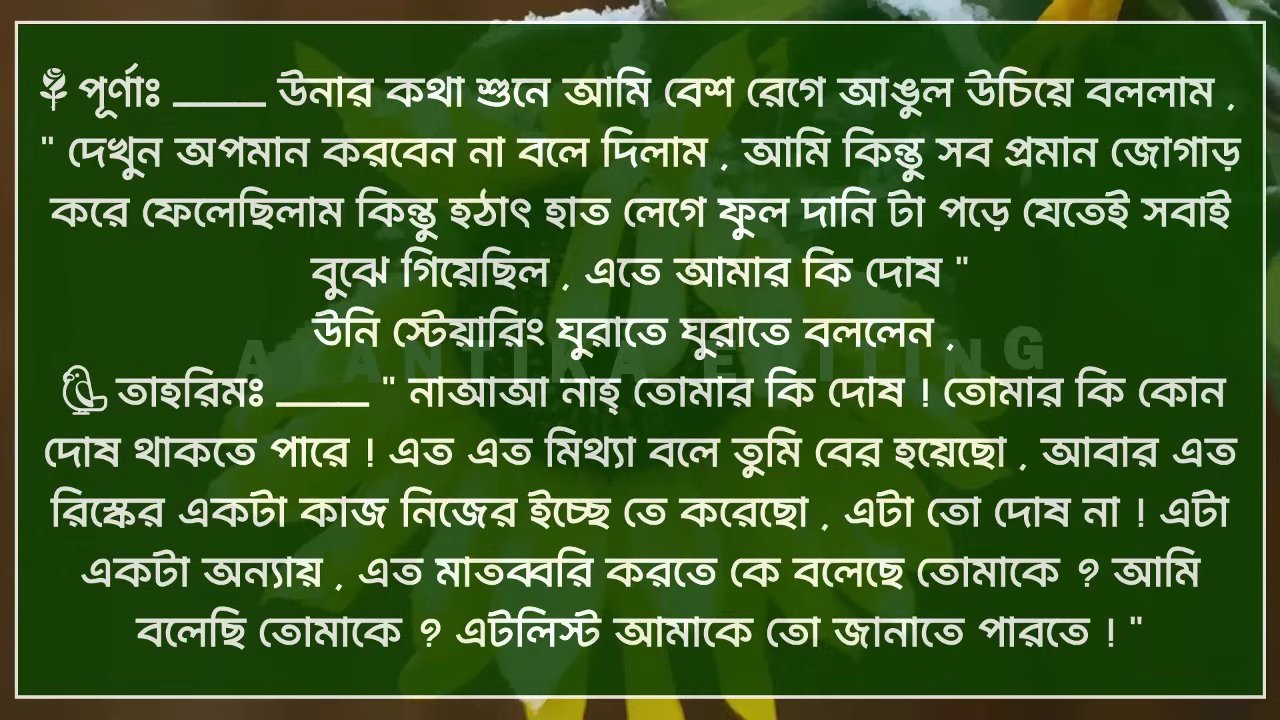 পূর্ণাঃ ____ উনার কথা শুনে আমি বেশ রেগে আঙুল উচিয়ে বললাম ,
" দেখুন অপমান করবেন না বলে দিলাম , আমি কিন্তু সব প্রমান জোগাড়
করে ফেলেছিলাম কিন্তু হঠাৎ হাত লেগে ফুল দানি টা পড়ে যেতেই সবাই
বুঝে গিয়েছিল , এতে আমার কি দোষ "
উনি স্টেয়ারিং ঘুরাতে ঘুরাতে বললেন ,
AVANTIKA EDITING
তাহরিমঃ ____ " নাআআ নাহ্ তোমার কি দোষ ! তোমার কি কোন
দোষ থাকতে পারে ! এত এত মিথ্যা বলে তুমি বের হয়েছো , আবার এত
রিস্কের একটা কাজ নিজের ইচ্ছে তে করেছো , এটা তো দোষ না ! এটা
একটা অন্যায় , এত মাতব্বরি করতে কে বলেছে তোমাকে ? আমি
বলেছি তোমাকে ? এটলিস্ট আমাকে তো জানাতে পারতে ! "